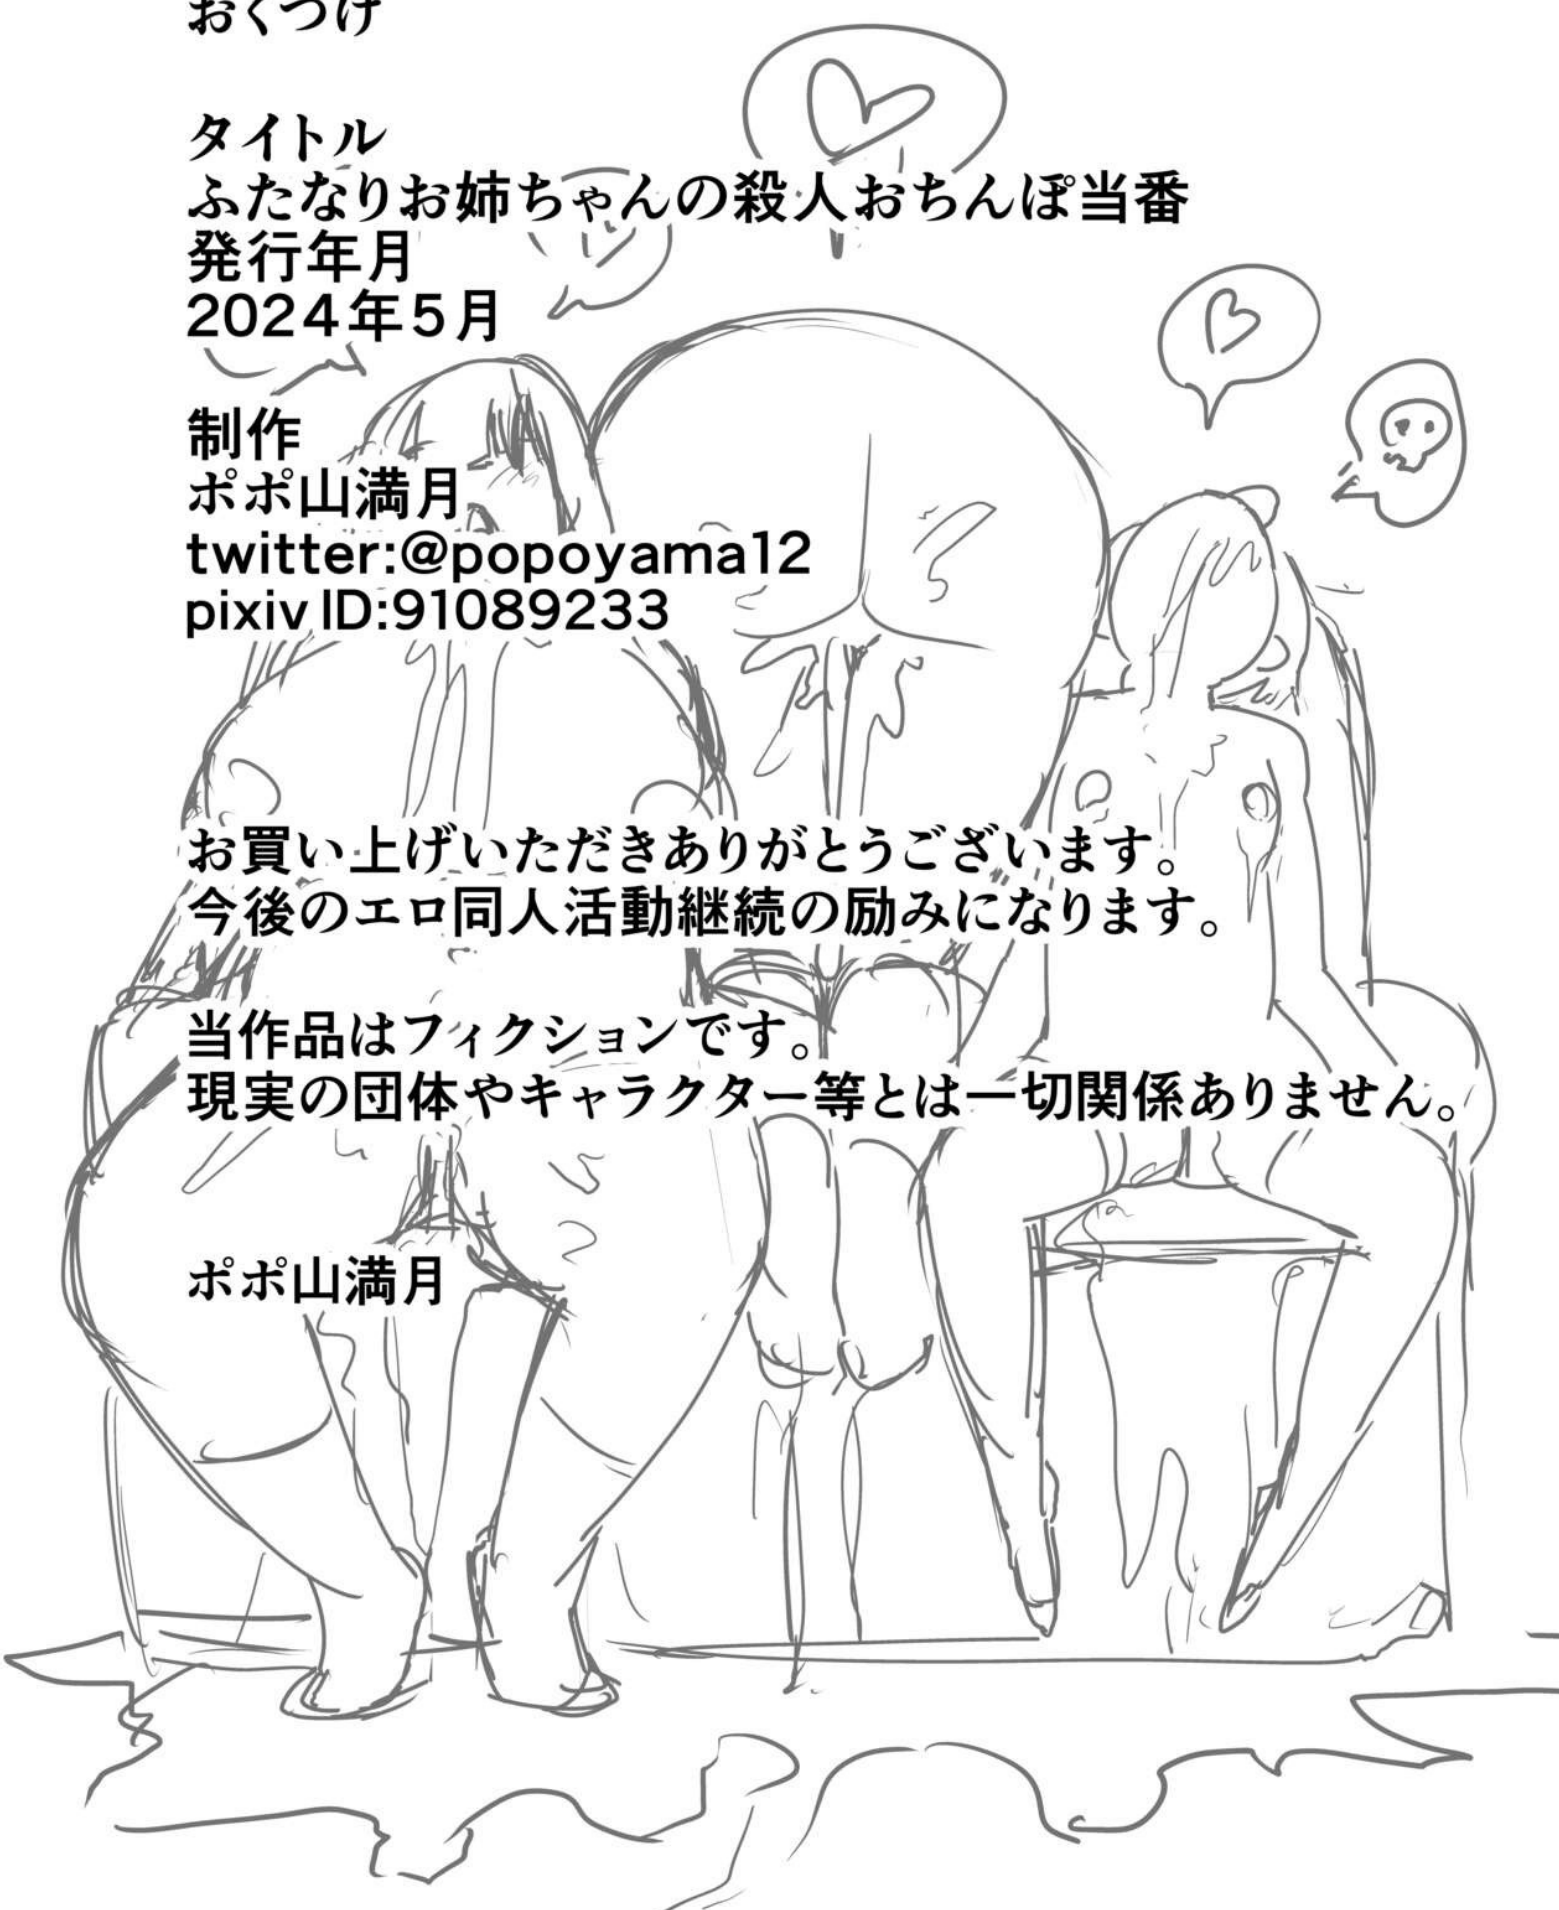 おくづけ
タイトル
ふたなりお姉ちゃんの殺人おちんぽ当番
発行年月
2024年5月
制作
ポポ山満月
twitter:@popoyama12
pixiv ID:91089233
お買い上げいただきありがとうございます。
今後のエロ同人活動継続の励みになります。
当作品はフィクションです。
現実の団体やキャラクター等とは一切関係ありません。
ポポ山満月